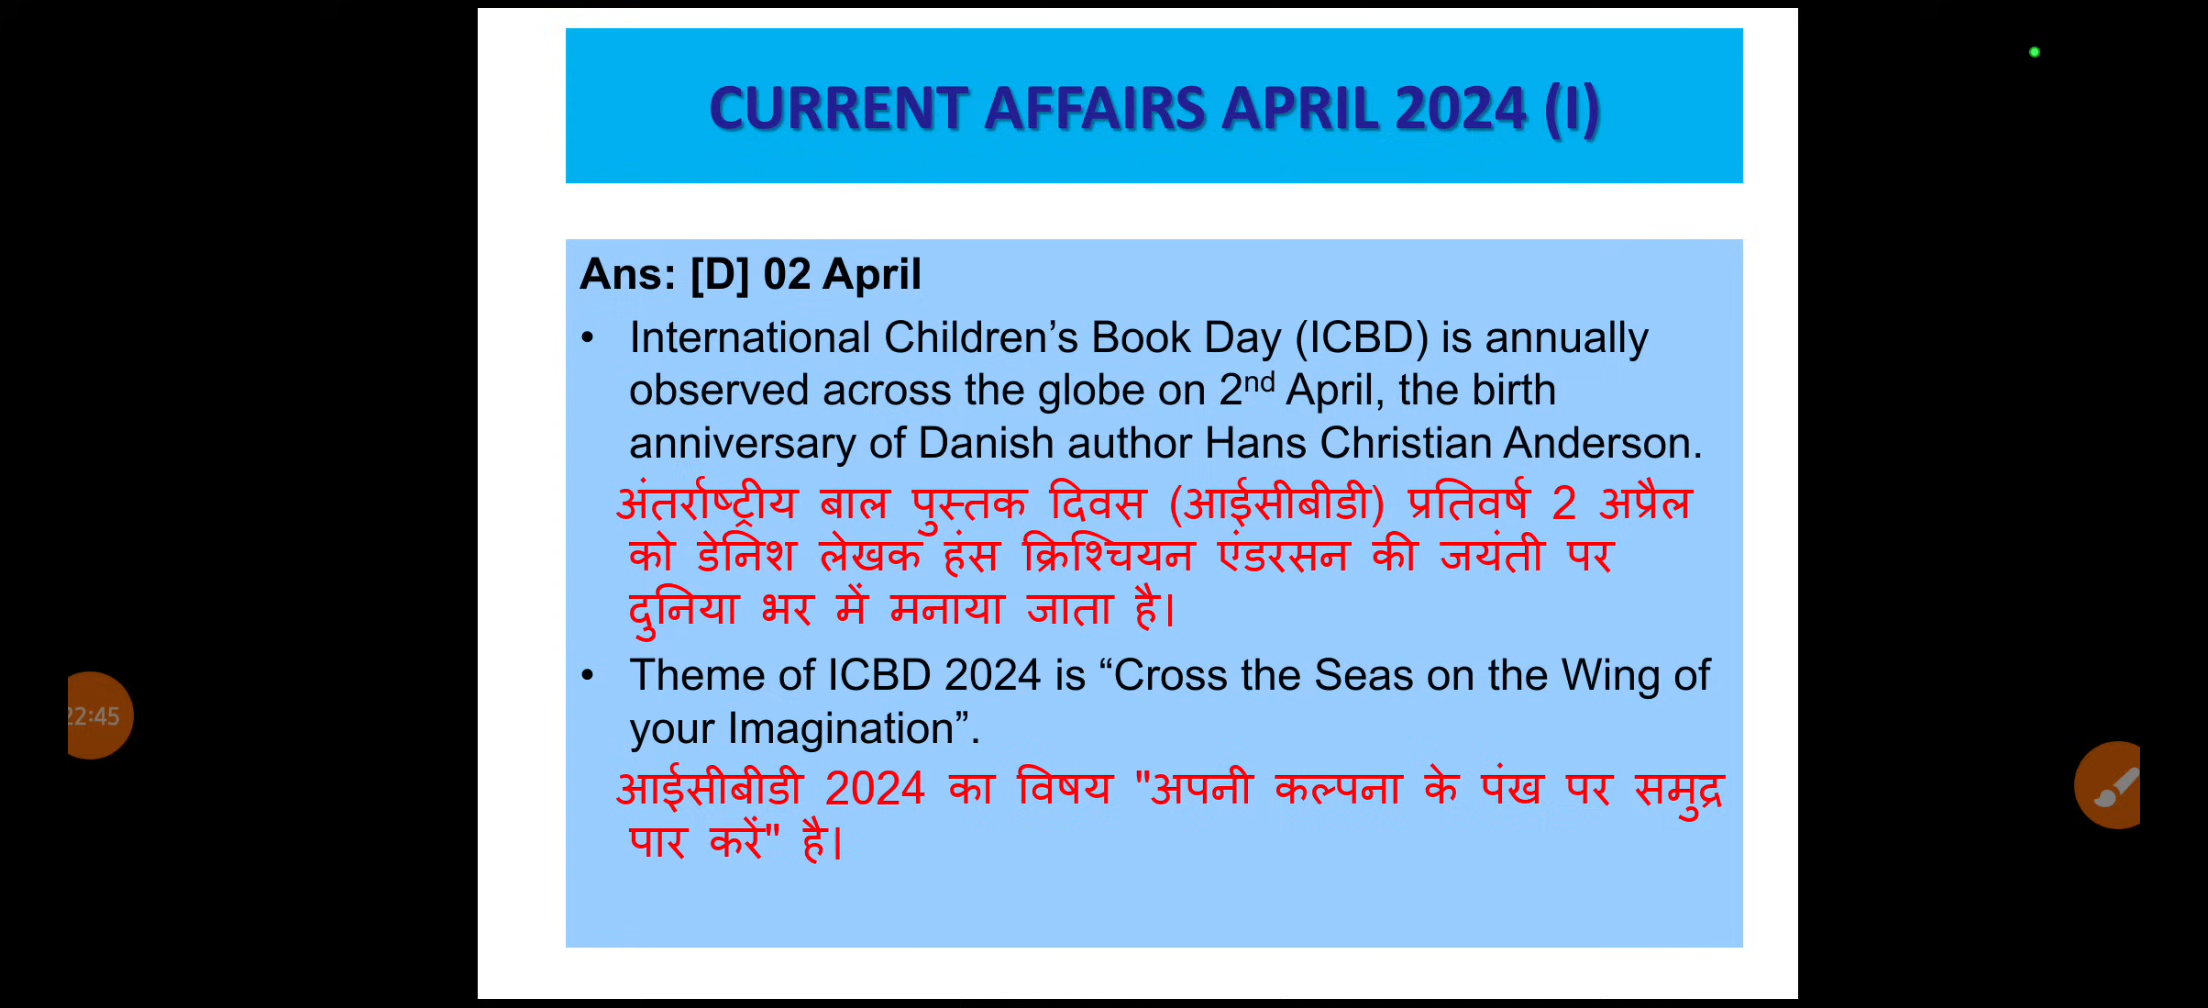 CURRENT AFFAIRS APRIL 2024 (I)
Ans: [D] 02 April
• International Children’s Book Day (ICBD) is annually
observed across the globe on 2nd April, the birth
anniversary of Danish author Hans Christian Anderson.
अंतर्राष्ट्रीय बाल पुस्तक दिवस (आईसीबीडी) प्रतिवर्ष 2 अप्रैल
को डेनिश लेखक हंस क्रिश्चियन एंडरसन की जयंती पर
दुनिया भर में मनाया जाता है।
• Theme of ICBD 2024 is “Cross the Seas on the Wing of
your Imagination”.
आईसीबीडी 2024 का विषय "अपनी कल्पना के पंख पर समुद्र
पार करें" है।
22:45